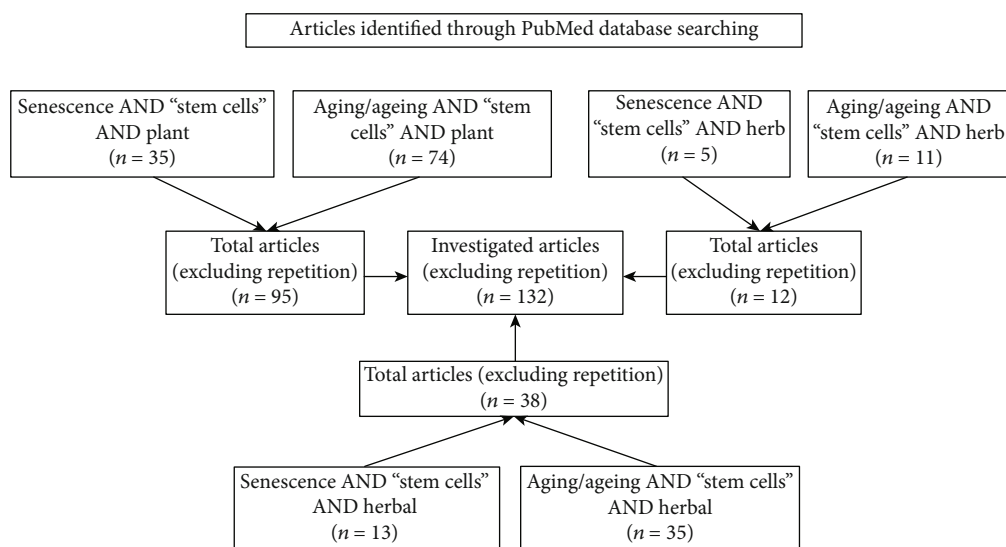 Articles identified through PubMed database searching
Senescence AND “stem cells”
AND plant
(n = 35)
Aging/ageing AND “stem
cells” AND plant
(n = 74)
Senescence AND
“stem cells” AND herb
(n = 5)
Aging/ageing AND
“stem cells” AND herb
(n = 11)
Total articles
(excluding repetition)
(n = 95)
Investigated articles
(excluding repetition)
(n = 132)
Total articles
(excluding repetition)
(n = 12)
Total articles (excluding repetition)
(n = 38)
Senescence AND “stem cells”
AND herbal
(n = 13)
Aging/ageing AND “stem cells”
AND herbal
(n = 35)